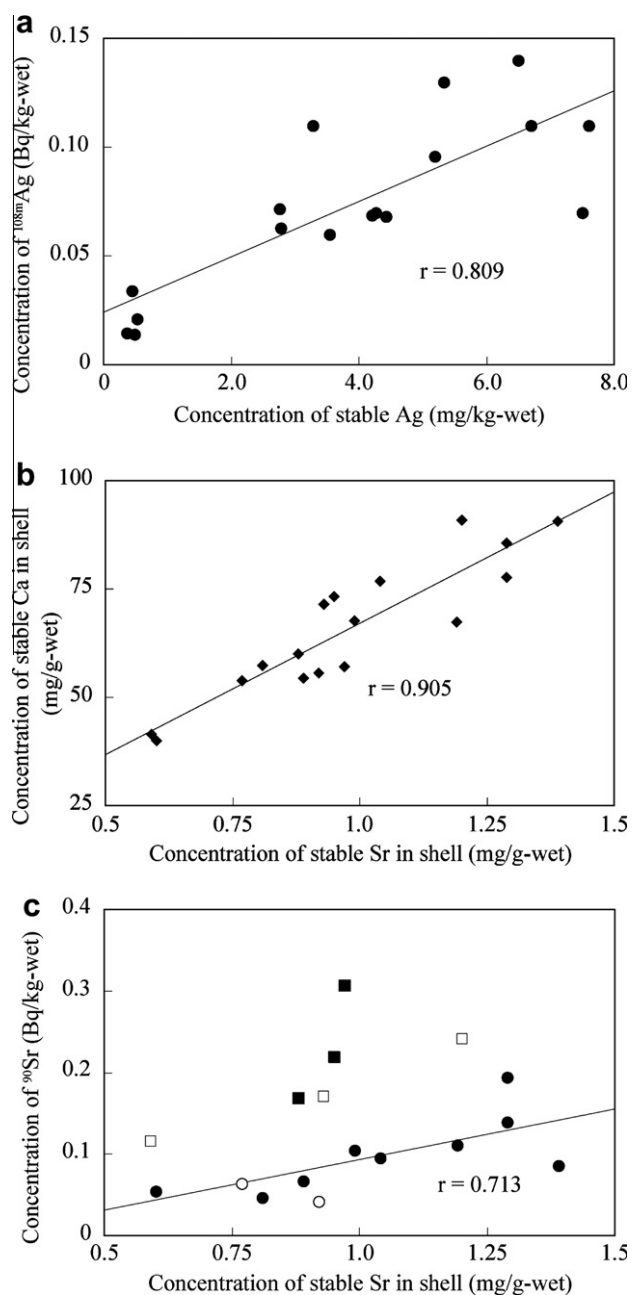 a
0.15
0.10
0.05
0
Concentration of ¹⁰⁸ᵐAg (Bq/kg-wet)
r = 0.809
0
2.0
4.0
6.0
8.0
Concentration of stable Ag (mg/kg-wet)
b
100
75
50
25
Concentration of stable Ca in shell
(mg/g-wet)
r = 0.905
0.5
0.75
1.0
1.25
1.5
Concentration of stable Sr in shell (mg/g-wet)
c
0.4
0.3
0.2
0.1
0
Concentration of ⁹⁰Sr (Bq/kg-wet)
r = 0.713
0.5
0.75
1.0
1.25
1.5
Concentration of stable Sr in shell (mg/g-wet)